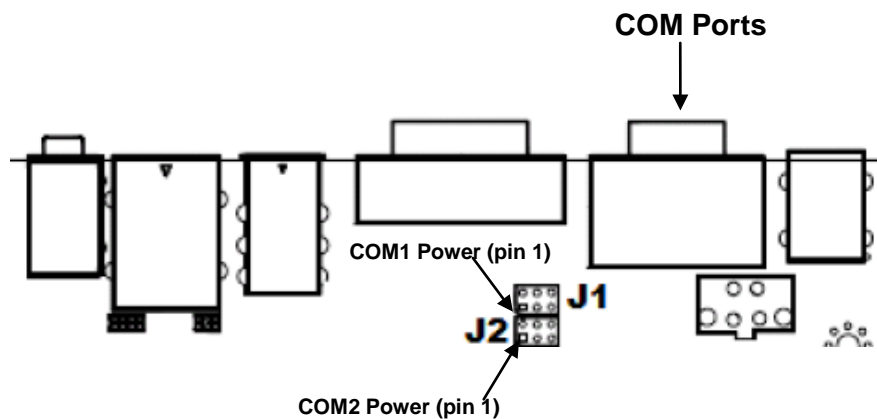 COM Ports
COM1 Power (pin 1)
J1
J2
COM2 Power (pin 1)